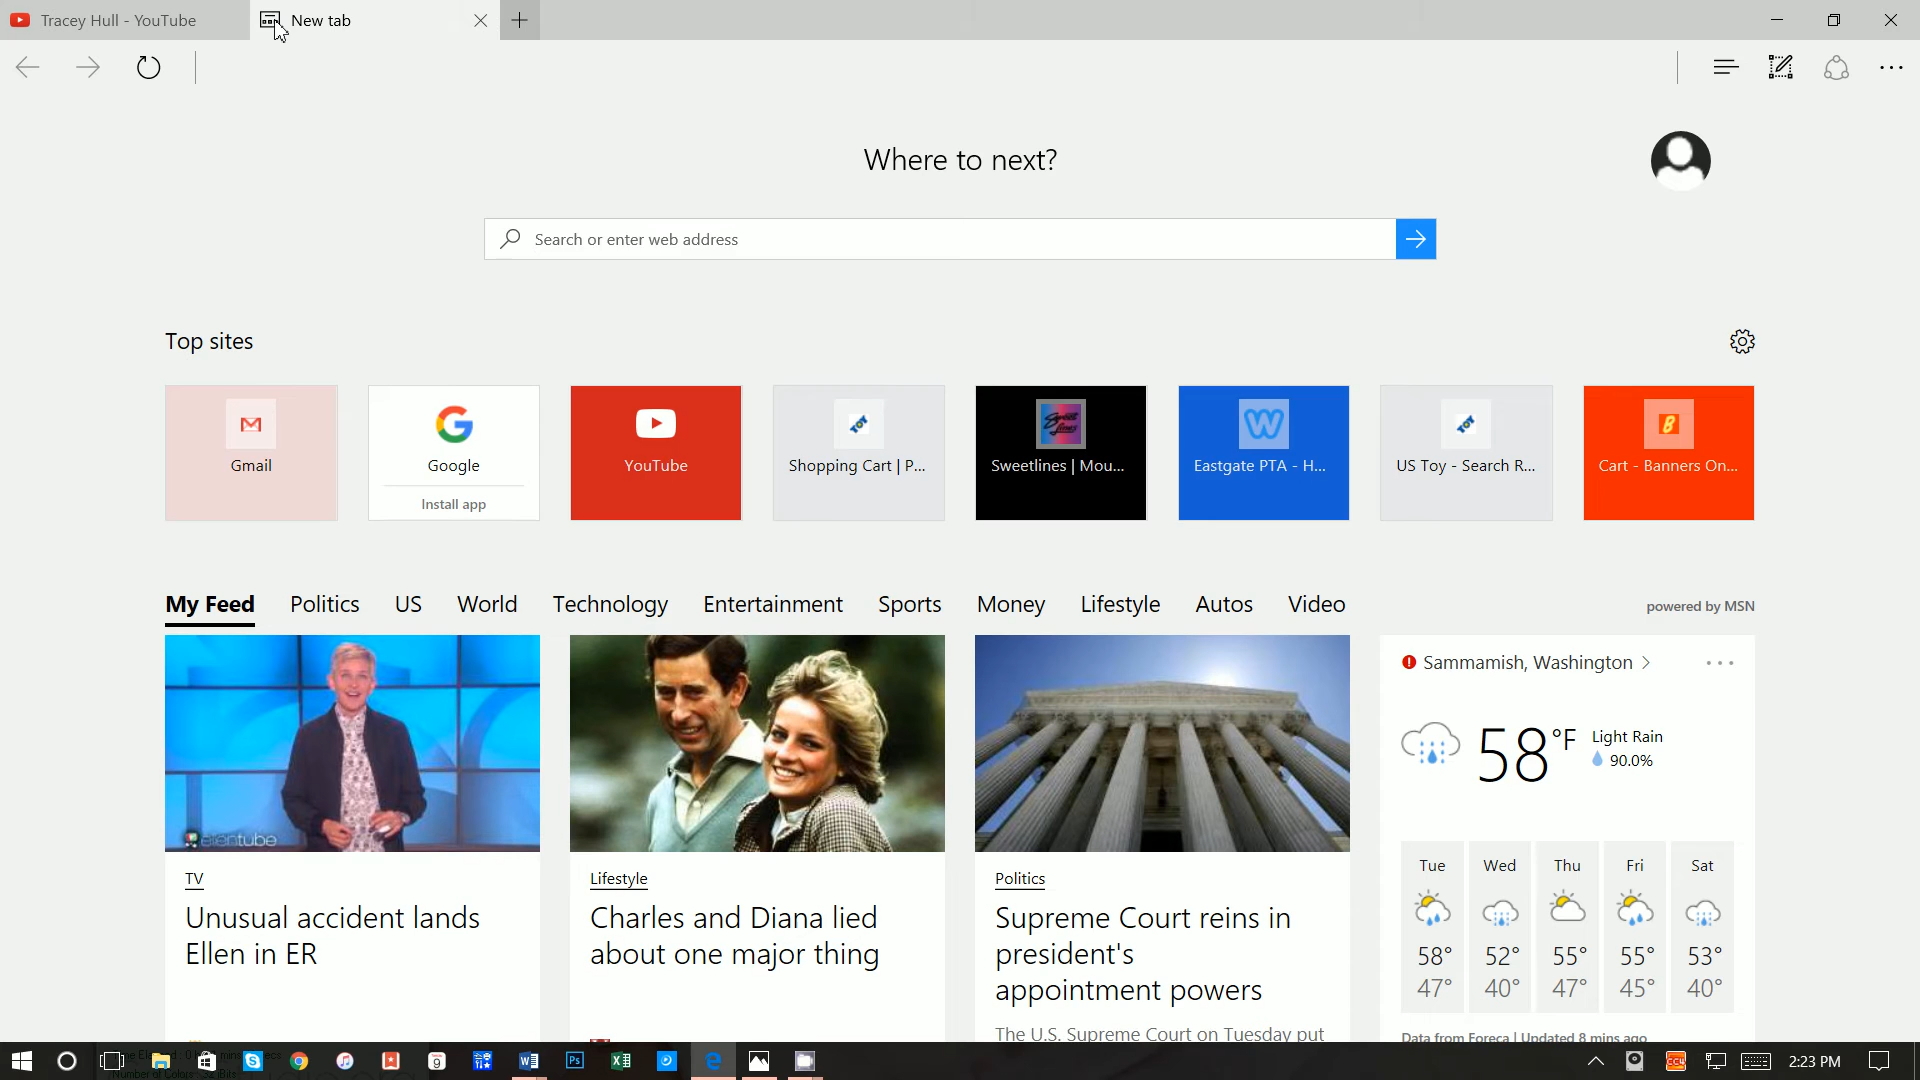 Tracey Hull - YouTube
New tab
Where to next?
Search or enter web address
Top sites
Gmail
Google
Install app
YouTube
Shopping Cart | P...
Sweetlines | Mou...
Eastgate PTA - H...
US Toy - Search R...
Cart - Banners On...
My Feed Politics US World Technology Entertainment Sports Money Lifestyle Autos Video
powered by MSN
TV
Unusual accident lands
Ellen in ER
Lifestyle
Charles and Diana lied
about one major thing
Politics
Supreme Court reins in
president's
appointment powers
The U.S. Supreme Court on Tuesday put
Sammamish, Washington
58°F
Light Rain
90.0%
Tue Wed Thu Fri Sat
58° 52° 55° 55° 53°
47° 40° 47° 45° 40°
Data from Foreca | Updated 8 mins ago
2:23 PM